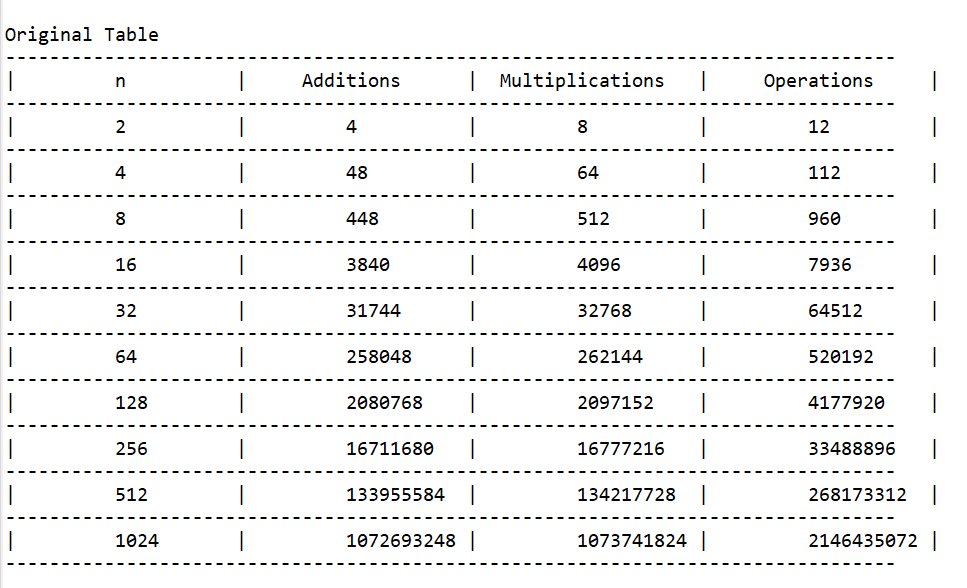 Original Table
---------------------------------------------------------------------------------
| n | Additions | Multiplications | Operations |
---------------------------------------------------------------------------------
| 2 | 4 | 8 | 12 |
---------------------------------------------------------------------------------
| 4 | 48 | 64 | 112 |
---------------------------------------------------------------------------------
| 8 | 448 | 512 | 960 |
---------------------------------------------------------------------------------
| 16 | 3840 | 4096 | 7936 |
---------------------------------------------------------------------------------
| 32 | 31744 | 32768 | 64512 |
---------------------------------------------------------------------------------
| 64 | 258048 | 262144 | 520192 |
---------------------------------------------------------------------------------
| 128 | 2080768 | 2097152 | 4177920 |
---------------------------------------------------------------------------------
| 256 | 16711680 | 16777216 | 33488896 |
---------------------------------------------------------------------------------
| 512 | 133955584 | 134217728 | 268173312 |
---------------------------------------------------------------------------------
| 1024 | 1072693248 | 1073741824 | 2146435072 |
---------------------------------------------------------------------------------